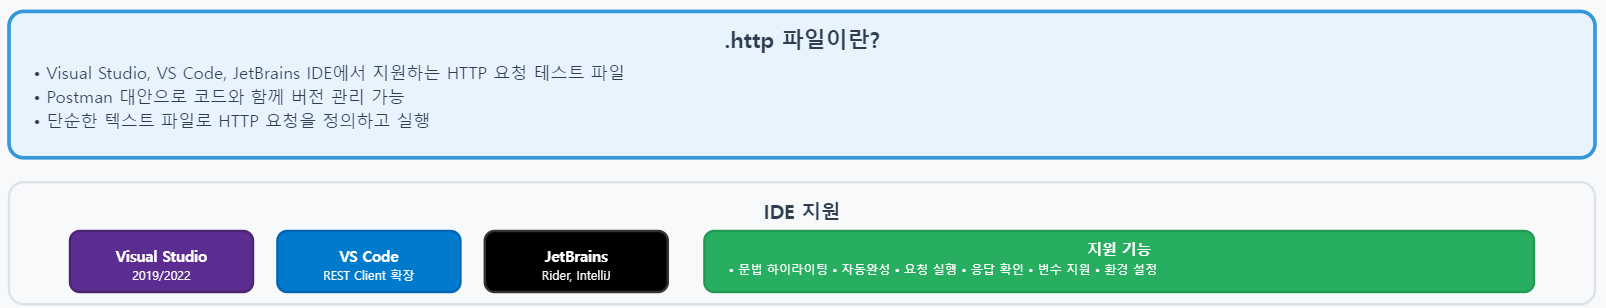 .http 파일이란?
• Visual Studio, VS Code, JetBrains IDE에서 지원하는 HTTP 요청 테스트 파일
• Postman 대안으로 코드와 함께 버전 관리 가능
• 단순한 텍스트 파일로 HTTP 요청을 정의하고 실행
IDE 지원
Visual Studio
2019/2022
VS Code
REST Client 확장
JetBrains
Rider, IntelliJ
지원 기능
• 문법 하이라이팅 • 자동완성 • 요청 실행 • 응답 확인 • 변수 지원 • 환경 설정